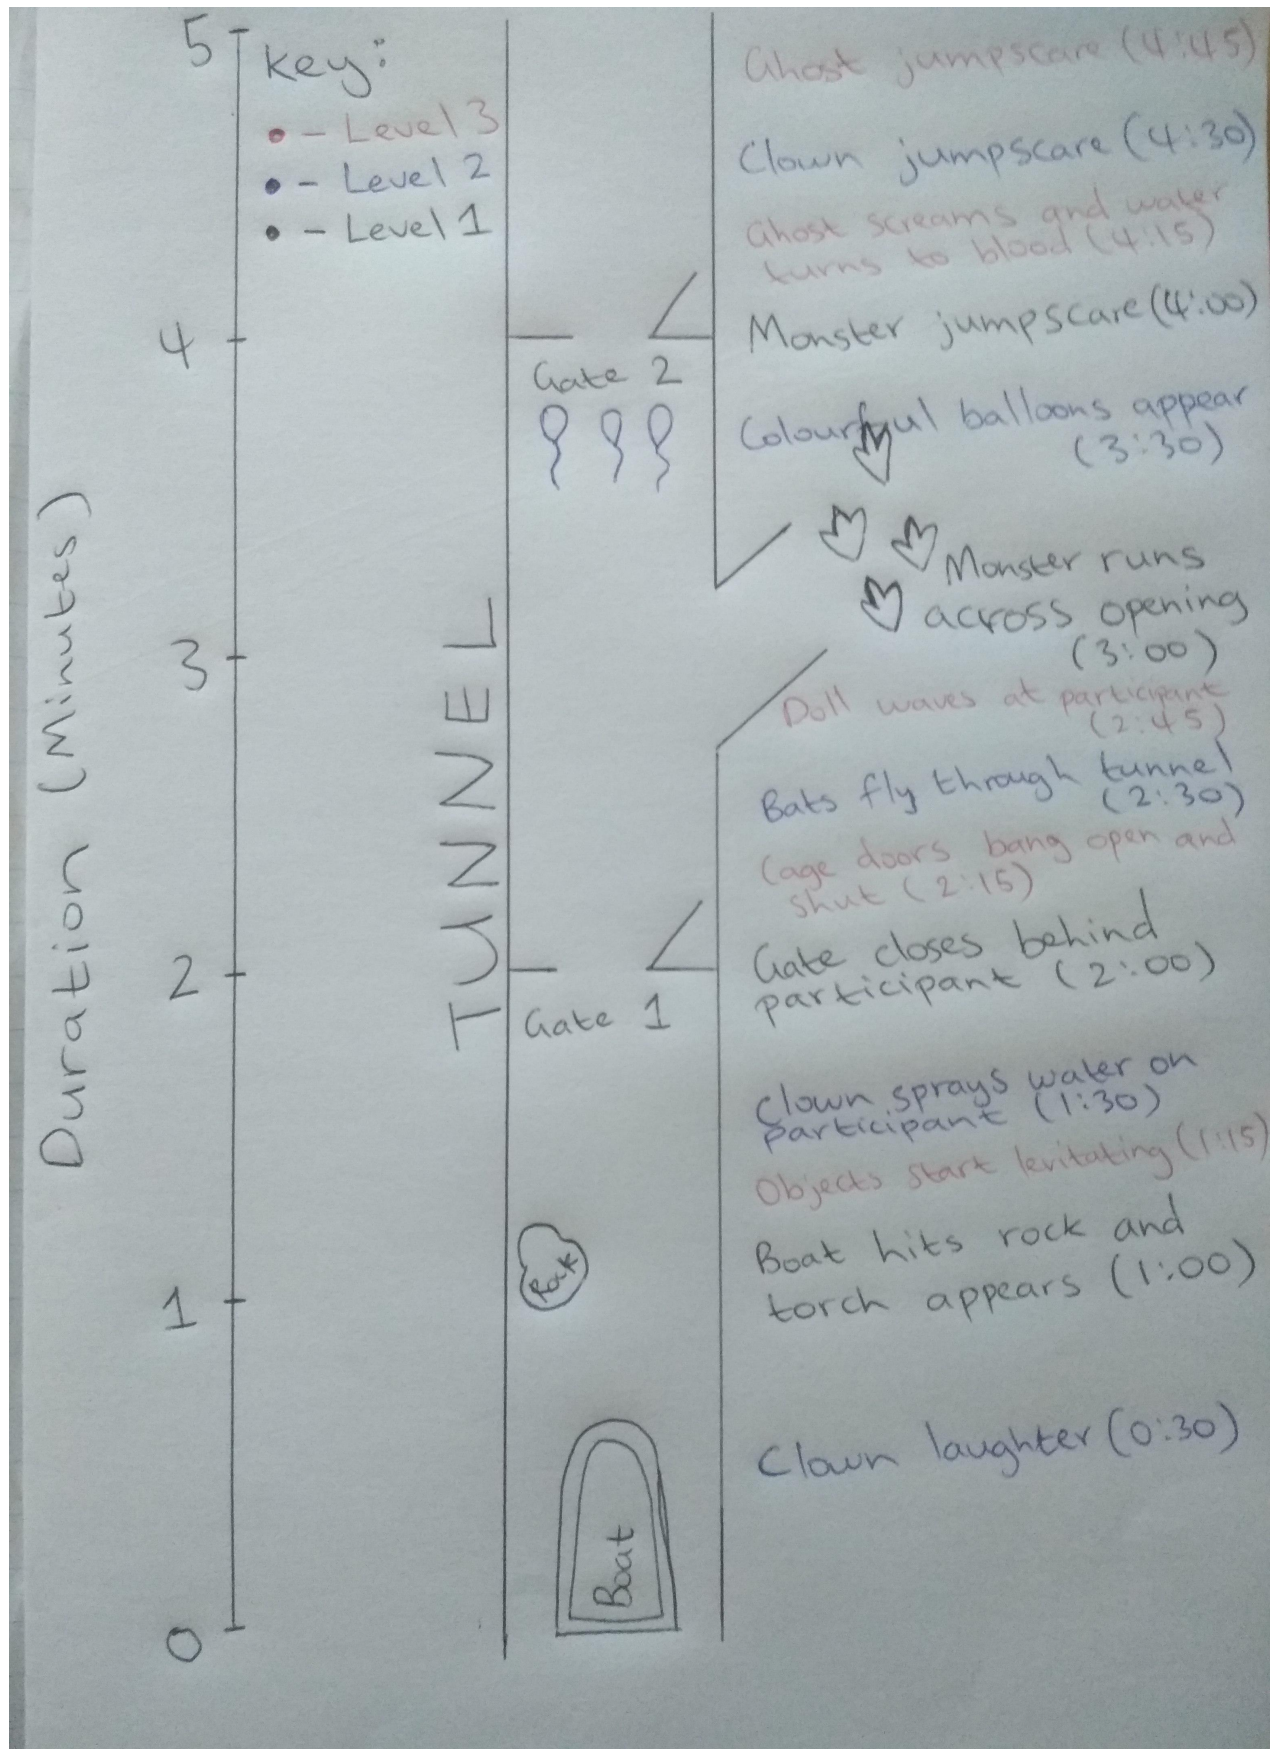 5
key:
• - Level 3
• - Level 2
• - Level 1
4
3
2
1
0
Duration (Minutes)
TUNNEL
Gate 2
Gate 1
Rock
Boat
Ghost jumpscare (4:45)
Clown jumpscare (4:30)
Ghost screams and water
turns to blood (4:15)
Monster jumpscare (4:00)
Colourful balloons appear
(3:30)
Monster runs
across opening
(3:00)
Doll waves at participant
(2:45)
Bats fly through tunnel
(2:30)
Cage doors bang open and
shut (2:15)
Gate closes behind
participant (2:00)
Clown sprays water on
participant (1:30)
Objects start levitating (1:15)
Boat hits rock and
torch appears (1:00)
Clown laughter (0:30)